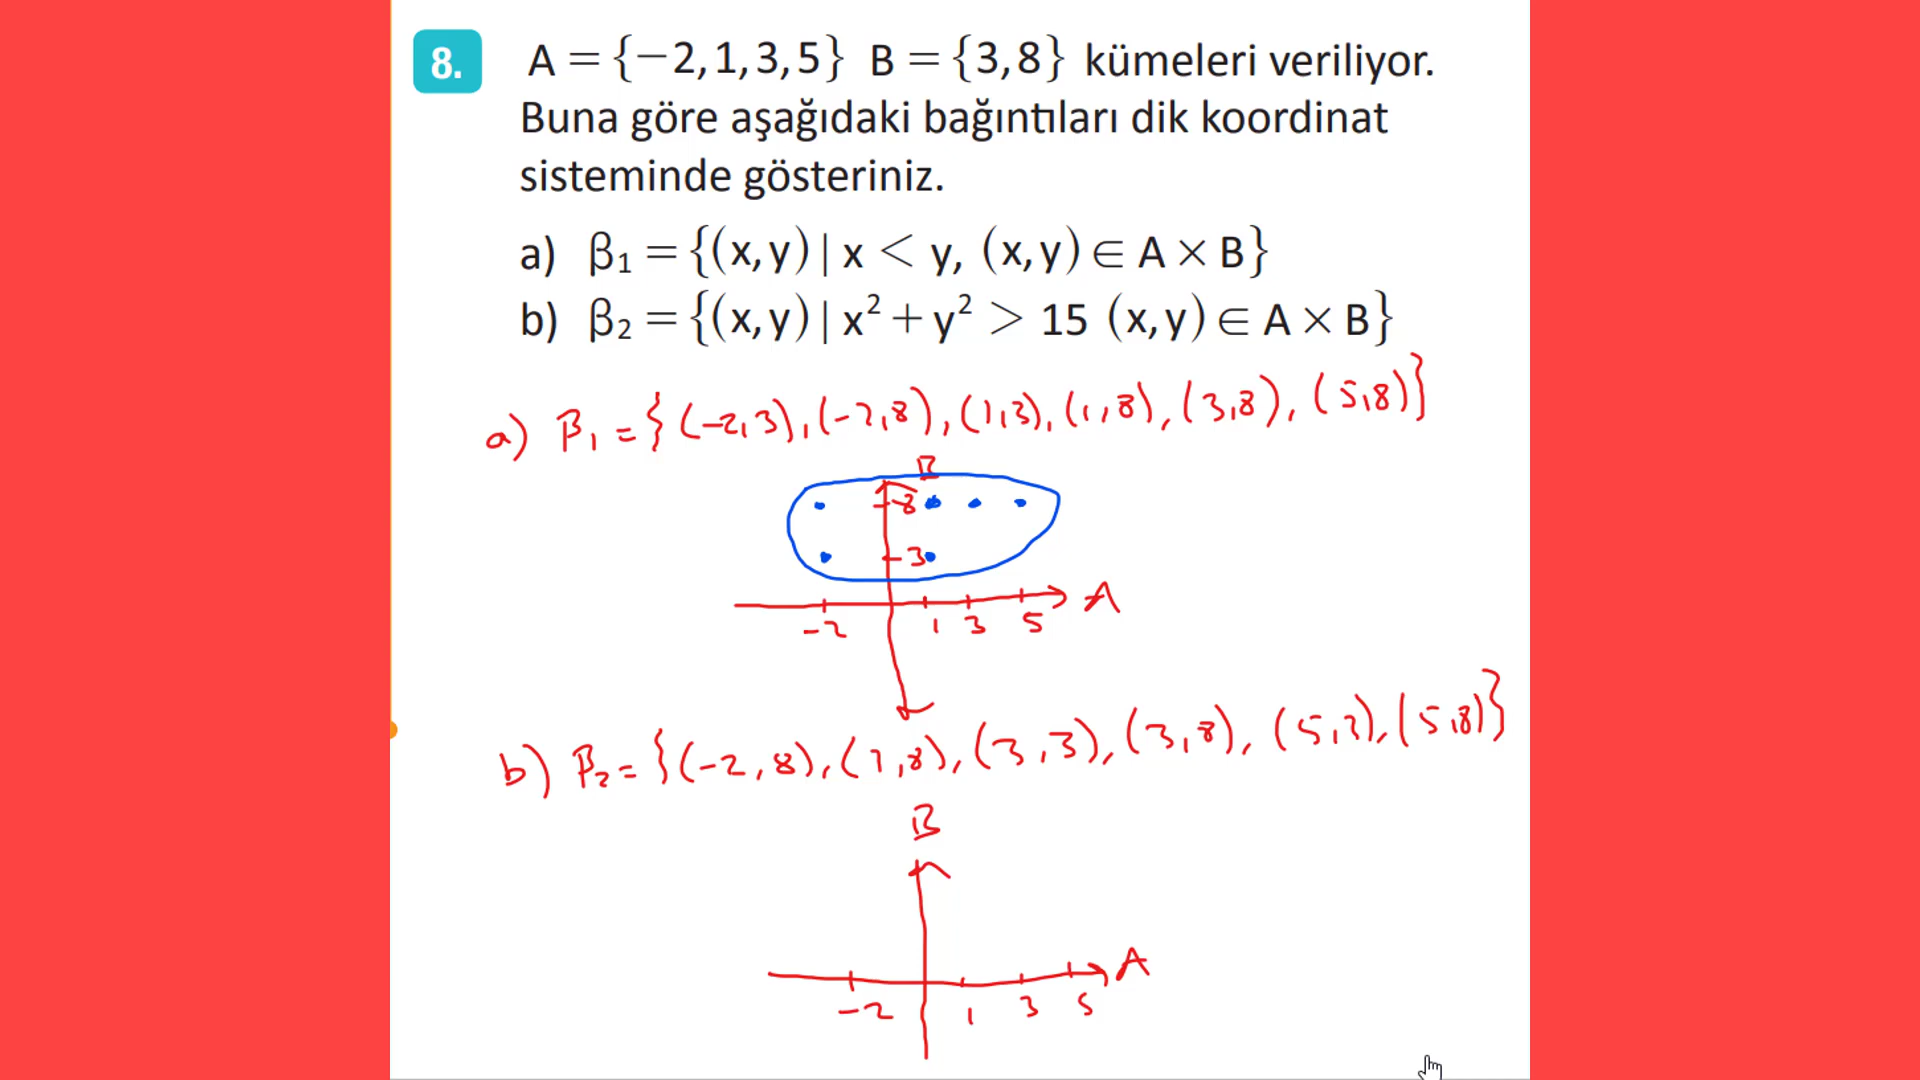 8. A = {−2, 1, 3, 5} B = {3, 8} kümeleri veriliyor.
Buna göre aşağıdaki bağıntıları dik koordinat
sisteminde gösteriniz.
a) β₁ = {(x, y) | x < y, (x, y) ∈ A × B}
b) β₂ = {(x, y) | x² + y² > 15 (x, y) ∈ A × B}
a) β₁ = {(-2,3), (-2,8), (1,3), (1,8), (3,8), (5,8)}
B
8
3
A
-2 1 3 5
b) β₂ = {(-2,8), (1,8), (3,3), (3,8), (5,3), (5,8)}
B
A
-2 1 3 5